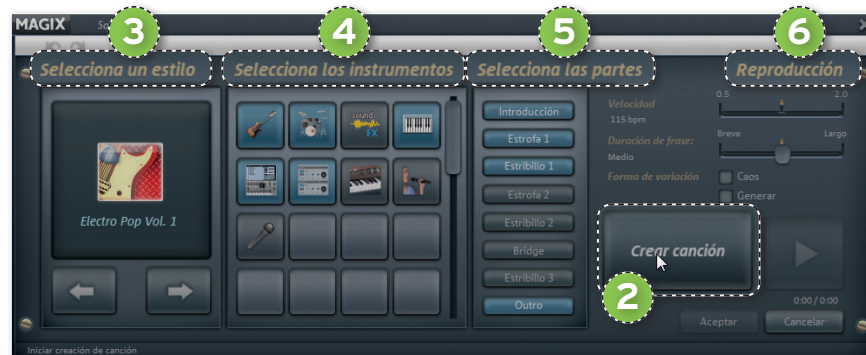 MAGIX
3
4
5
6
Selecciona un estilo
Selecciona los instrumentos
Selecciona las partes
Reproducción
Electro Pop Vol. 1
sound
FX
Introducción
Estrofa 1
Estribillo 1
Estrofa 2
Estribillo 2
Bridge
Estribillo 3
Outro
0.5
2.0
Velocidad
115 bpm
Breve
Largo
Duración de frase:
Medio
Forma de variación
Caos
Generar
Crear canción
2
0:00 / 0:00
Aceptar
Cancelar
Iniciar creación de canción